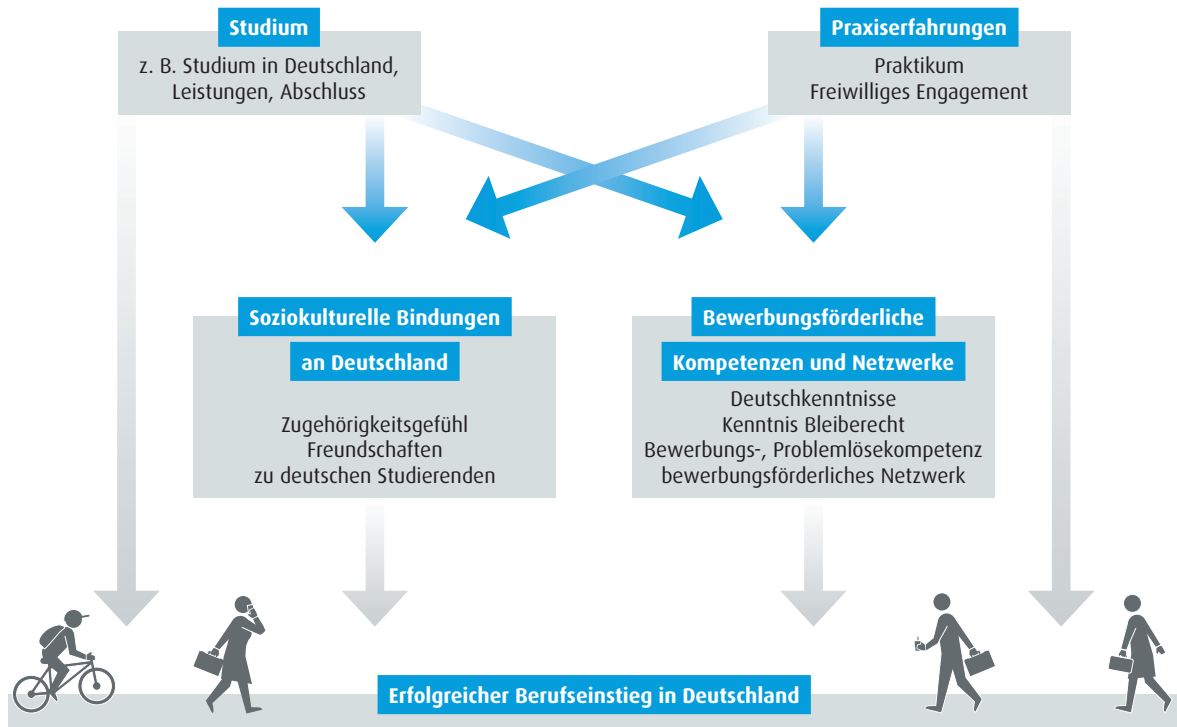 Studium
z. B. Studium in Deutschland,
Leistungen, Abschluss
Praxiserfahrungen
Praktikum
Freiwilliges Engagement
Soziokulturelle Bindungen
an Deutschland
Zugehörigkeitsgefühl
Freundschaften
zu deutschen Studierenden
Bewerbungsförderliche
Kompetenzen und Netzwerke
Deutschkenntnisse
Kenntnis Bleiberecht
Bewerbungs-, Problemlösekompetenz
bewerbungsförderliches Netzwerk
Erfolgreicher Berufseinstieg in Deutschland